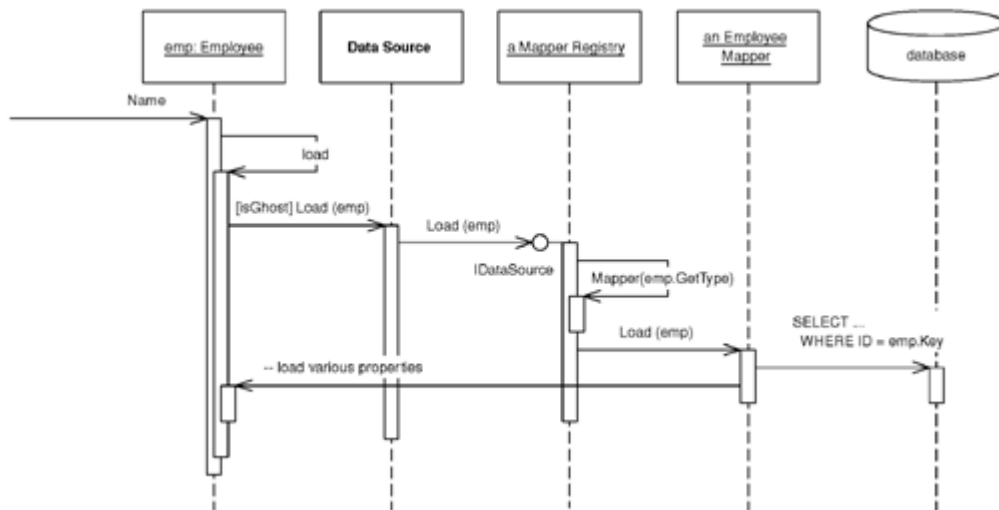 emp: Employee
Data Source
a Mapper Registry
an Employee
Mapper
database
Name
load
[isGhost] Load (emp)
Load (emp)
IDataSource
Mapper(emp.GetType)
Load (emp)
SELECT ...
WHERE ID = emp.Key
-- load various properties